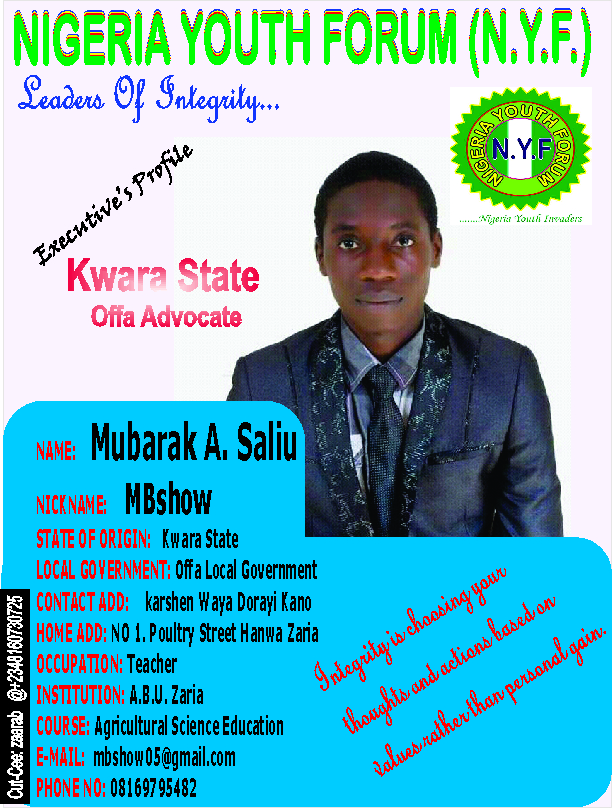 NIGERIA YOUTH FORUM (N.Y.F.)
Leaders Of Integrity...
NIGERIA YOUTH FORUM
N.Y.F
.......Nigeria Youth Invaders
Executive's Profile
Kwara State
Offa Advocate
NAME: Mubarak A. Saliu
NICKNAME: MBshow
STATE OF ORIGIN: Kwara State
LOCAL GOVERNMENT: Offa Local Government
CONTACT ADD: karshen Waya Dorayi Kano
HOME ADD: NO 1. Poultry Street Hanwa Zaria
OCCUPATION: Teacher
INSTITUTION: A.B.U. Zaria
COURSE: Agricultural Science Education
E-MAIL: mbshow05@gmail.com
PHONE NO: 08169795482
Integrity is choosing your
thoughts and actions based on
values rather than personal gain.
Cut-Cee: zaanab @+2348160730725